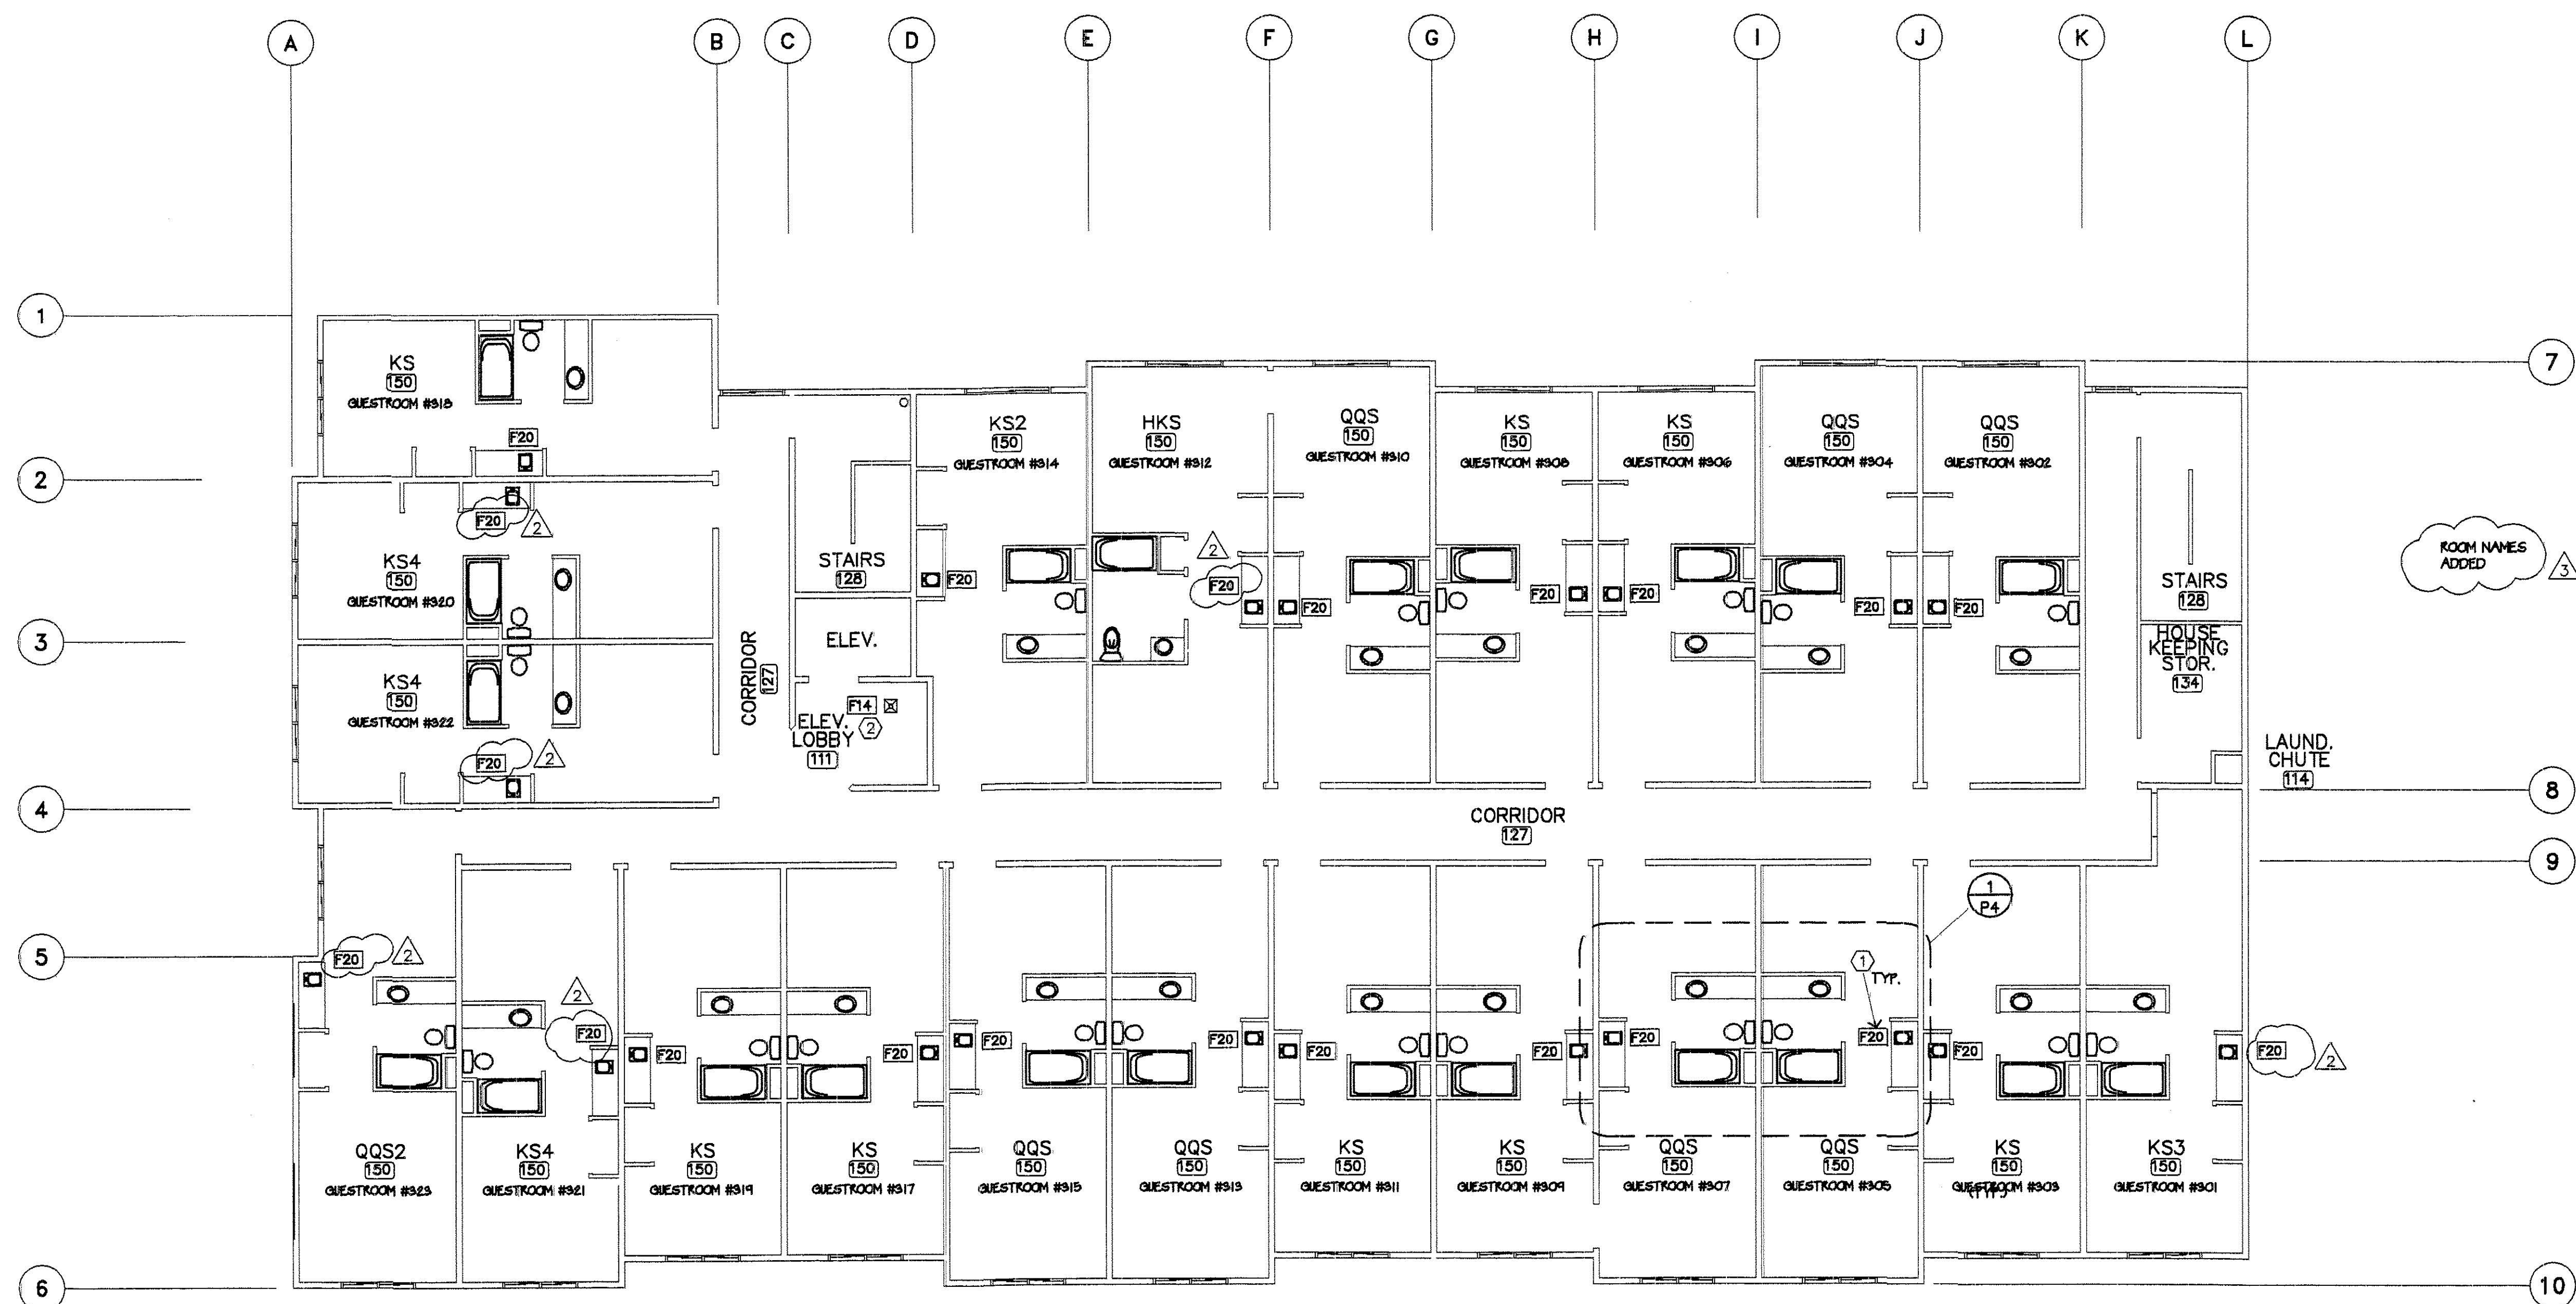 A
B
C
D
E
F
G
H
I
J
K
L
1
2
3
4
5
6
7
8
9
10
KS
150
GUESTROOM #318
F20
F20
2
KS4
150
GUESTROOM #320
KS4
150
GUESTROOM #322
F20
2
CORRIDOR
127
STAIRS
128
ELEV.
F14
ELEV.
LOBBY
2
111
KS2
150
GUESTROOM #314
F20
HKS
150
GUESTROOM #312
2
F20
QQS
150
GUESTROOM #310
F20
KS
150
GUESTROOM #308
F20
KS
150
GUESTROOM #306
F20
QQS
150
GUESTROOM #304
F20
QQS
150
GUESTROOM #302
F20
STAIRS
128
HOUSE
KEEPING
STOR.
134
LAUND.
CHUTE
114
ROOM NAMES
ADDED
3
CORRIDOR
127
F20
2
QQS2
150
GUESTROOM #323
2
F20
KS4
150
GUESTROOM #321
F20
KS
150
GUESTROOM #319
F20
KS
150
GUESTROOM #317
F20
QQS
150
GUESTROOM #315
F20
QQS
150
GUESTROOM #313
F20
KS
150
GUESTROOM #311
F20
KS
150
GUESTROOM #309
F20
QQS
150
GUESTROOM #307
1
P4
1
TYP.
F20
QQS
150
GUESTROOM #305
F20
KS
150
GUESTROOM #303
(TYP.)
KS3
150
GUESTROOM #301
F20
2